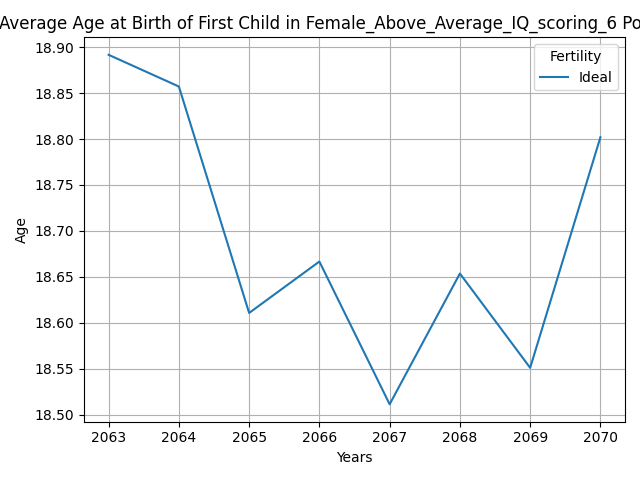 Average Age at Birth of First Child in Female_Above_Average_IQ_scoring_6 Po
Fertility
Ideal
18.90
18.85
18.80
18.75
18.70
18.65
18.60
18.55
18.50
Age
2063 2064 2065 2066 2067 2068 2069 2070
Years